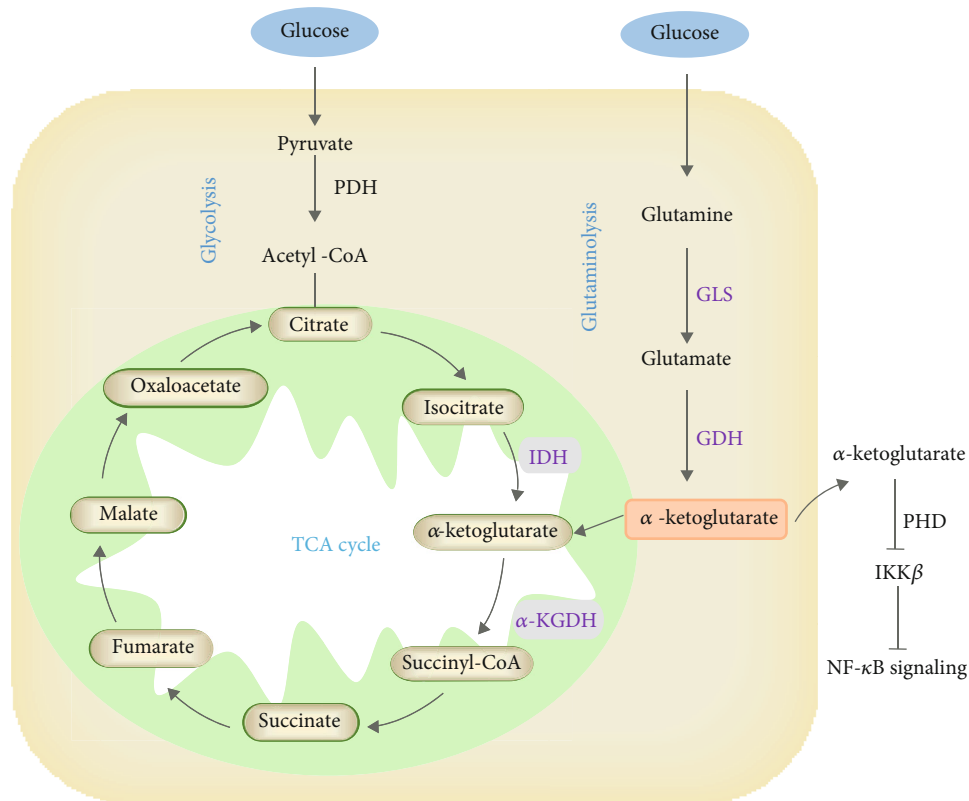 Glucose
Glucose
Pyruvate
PDH
Glycolysis
Acetyl -CoA
Glutamine
Glutaminolysis
GLS
Glutamate
GDH
Citrate
Oxaloacetate
Isocitrate
IDH
α-ketoglutarate
Malate
TCA cycle
α-ketoglutarate
α -ketoglutarate
PHD
IKKβ
α-KGDH
Fumarate
Succinyl-CoA
NF-κB signaling
Succinate